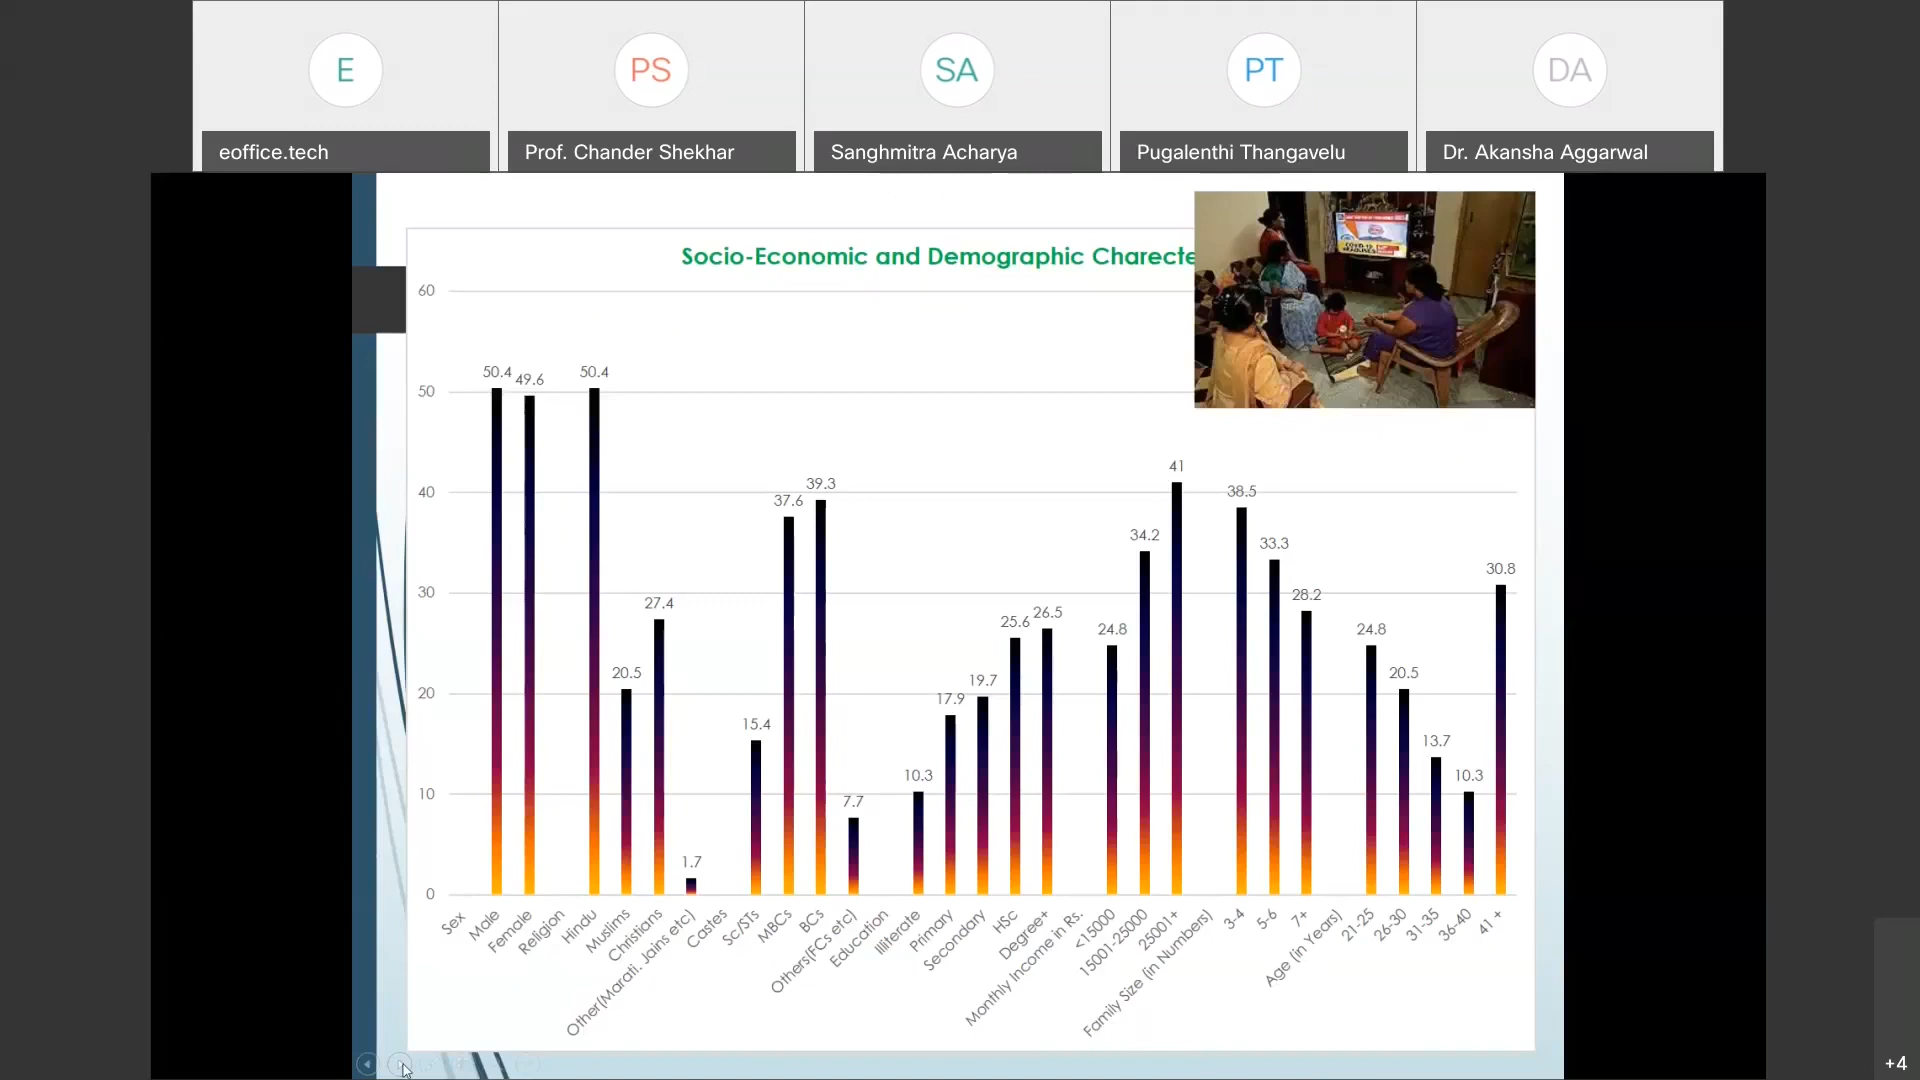 E
PS
SA
PT
DA
eoffice.tech
Prof. Chander Shekhar
Sanghmitra Acharya
Pugalenthi Thangavelu
Dr. Akansha Aggarwal
Socio-Economic and Demographic Charecte
COVID-19
HEADLINES
60
50
40
30
20
10
0
50.4
49.6
50.4
20.5
27.4
1.7
15.4
37.6
39.3
7.7
10.3
17.9
19.7
25.6
26.5
24.8
34.2
41
38.5
33.3
28.2
24.8
20.5
13.7
10.3
30.8
Sex
Male
Female
Religion
Hindu
Muslims
Christians
Other(Marati. Jains etc)
Castes
Sc/STs
MBCs
BCs
Others(FCs etc)
Education
Illiterate
Primary
Secondary
HSc
Degree+
Monthly Income in Rs.
<15000
15001-25000
25001+
Family Size (in Numbers)
3-4
5-6
7+
Age (in Years)
21-25
26-30
31-35
36-40
41 +
+4